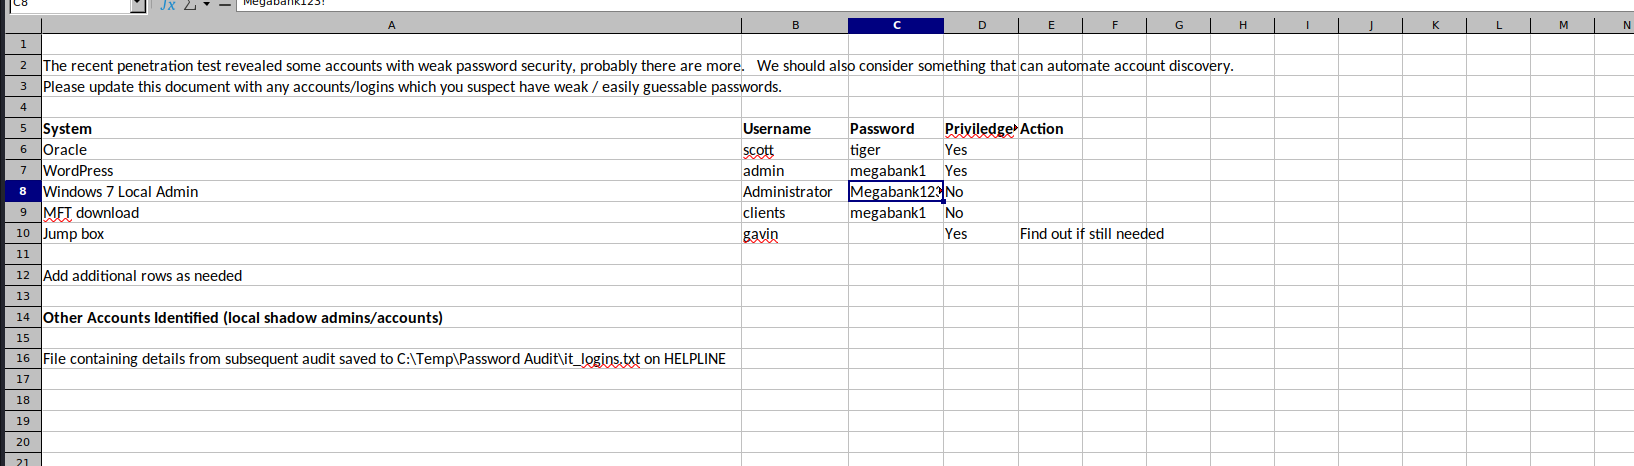 C8 fx Σ Megabank123!
A B C D E F G H I J K L M N
1
2 The recent penetration test revealed some accounts with weak password security, probably there are more. We should also consider something that can automate account discovery.
3 Please update this document with any accounts/logins which you suspect have weak / easily guessable passwords.
4
5 System Username Password Priviledge Action
6 Oracle scott tiger Yes
7 WordPress admin megabank1 Yes
8 Windows 7 Local Admin Administrator Megabank123 No
9 MFT download clients megabank1 No
10 Jump box gavin Yes Find out if still needed
11
12 Add additional rows as needed
13
14 Other Accounts Identified (local shadow admins/accounts)
15
16 File containing details from subsequent audit saved to C:\Temp\Password Audit\it_logins.txt on HELPLINE
17
18
19
20
21